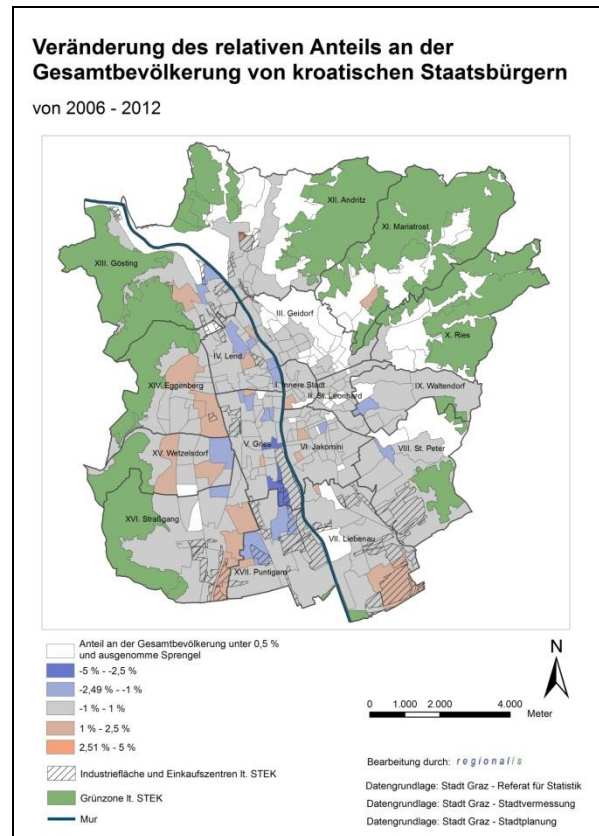 Veränderung des relativen Anteils an der
Gesamtbevölkerung von kroatischen Staatsbürgern
von 2006 - 2012
XII. Andritz
XI. Mariatrost
XIII. Gösting
III. Geidorf
X. Ries
IV. Lend
XIV. Eggenberg
I. Innere Stadt
II. St. Leonhard
IX. Waltendorf
V. Gries
VI. Jakomini
XV. Wetzelsdorf
VIII. St. Peter
XVI. Straßgang
VII. Liebenau
XVII. Puntigam
Anteil an der Gesamtbevölkerung unter 0,5 %
und ausgenomme Sprengel
-5 % - -2,5 %
-2,49 % - -1 %
-1 % - 1 %
1 % - 2,5 %
2,51 % - 5 %
Industriefläche und Einkaufszentren lt. STEK
Grünzone lt. STEK
Mur
N
0 1.000 2.000 4.000
Meter
Bearbeitung durch: regionalis
Datengrundlage: Stadt Graz - Referat für Statistik
Datengrundlage: Stadt Graz - Stadtvermessung
Datengrundlage: Stadt Graz - Stadtplanung